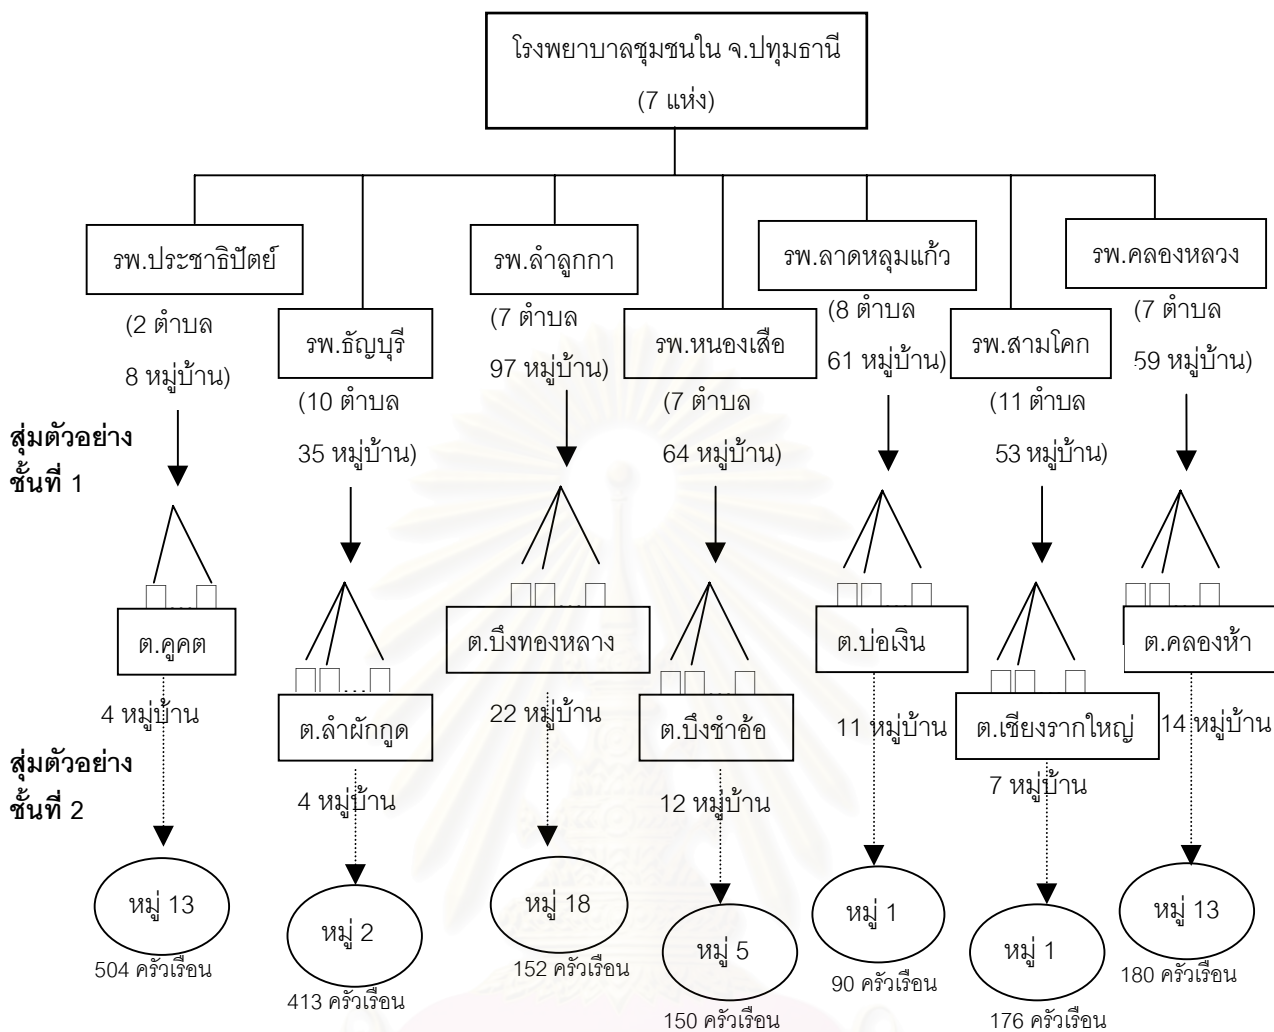 โรงพยาบาลชุมชนใน จ.ปทุมธานี
(7 แห่ง)
รพ.ประชาธิปัตย์
(2 ตำบล
8 หมู่บ้าน)
รพ.ธัญบุรี
(10 ตำบล
35 หมู่บ้าน)
รพ.ลำลูกกา
(7 ตำบล
97 หมู่บ้าน)
รพ.หนองเสือ
(7 ตำบล
64 หมู่บ้าน)
รพ.ลาดหลุมแก้ว
(8 ตำบล
61 หมู่บ้าน)
รพ.สามโคก
(11 ตำบล
53 หมู่บ้าน)
รพ.คลองหลวง
(7 ตำบล
59 หมู่บ้าน)
สุ่มตัวอย่าง
ชั้นที่ 1
ต.คูคต
4 หมู่บ้าน
ต.ลำผักกูด
4 หมู่บ้าน
ต.บึงทองหลาง
22 หมู่บ้าน
ต.บึงชำอ้อ
12 หมู่บ้าน
ต.บ่อเงิน
11 หมู่บ้าน
ต.เชียงรากใหญ่
7 หมู่บ้าน
ต.คลองห้า
14 หมู่บ้าน
สุ่มตัวอย่าง
ชั้นที่ 2
หมู่ 13
504 ครัวเรือน
หมู่ 2
413 ครัวเรือน
หมู่ 18
152 ครัวเรือน
หมู่ 5
150 ครัวเรือน
หมู่ 1
90 ครัวเรือน
หมู่ 1
176 ครัวเรือน
หมู่ 13
180 ครัวเรือน